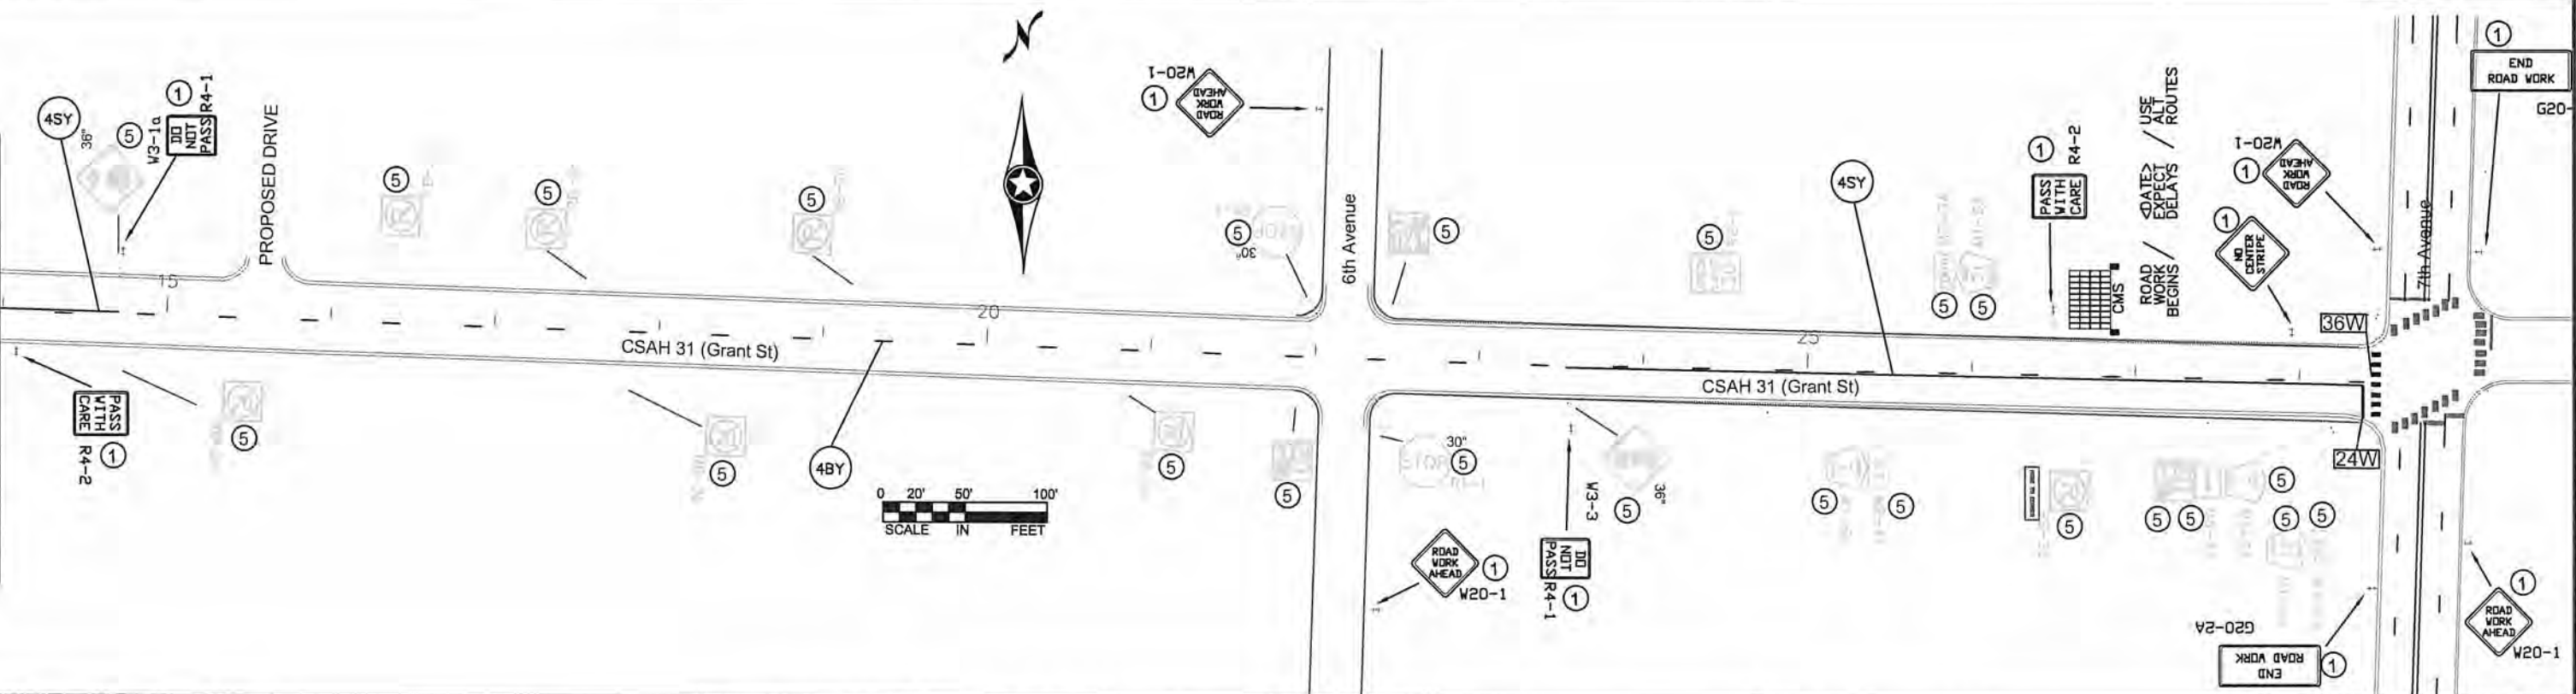 4SY
36"
5
W3-1a
1
DO
NOT
PASS
R4-1
PROPOSED DRIVE
5
5
5
N
W20-1
1
ROAD
WORK
AHEAD
5
30"
6th Avenue
5
5
5
5
4SY
1
R4-2
PASS
WITH
CARE
CMS
ROAD
WORK
BEGINS
/
<DATE>
EXPECT
DELAYS
/
USE
ALT
ROUTES
W20-1
1
ROAD
WORK
AHEAD
1
NO
CENTER
STRIPE
7th Avenue
1
END
ROAD WORK
G20-
15
20
25
CSAH 31 (Grant St)
CSAH 31 (Grant St)
36W
24W
PASS
WITH
CARE
R4-2
1
5
5
4BY
5
5
0 20' 50' 100'
SCALE IN FEET
STOP
30"
5
ROAD
WORK
AHEAD
1
W20-1
DO
NOT
PASS
R4-1
1
W3-3
5
36"
5
5
5
5
5
5
5
5
G20-2A
END
ROAD WORK
1
1
ROAD
WORK
AHEAD
W20-1